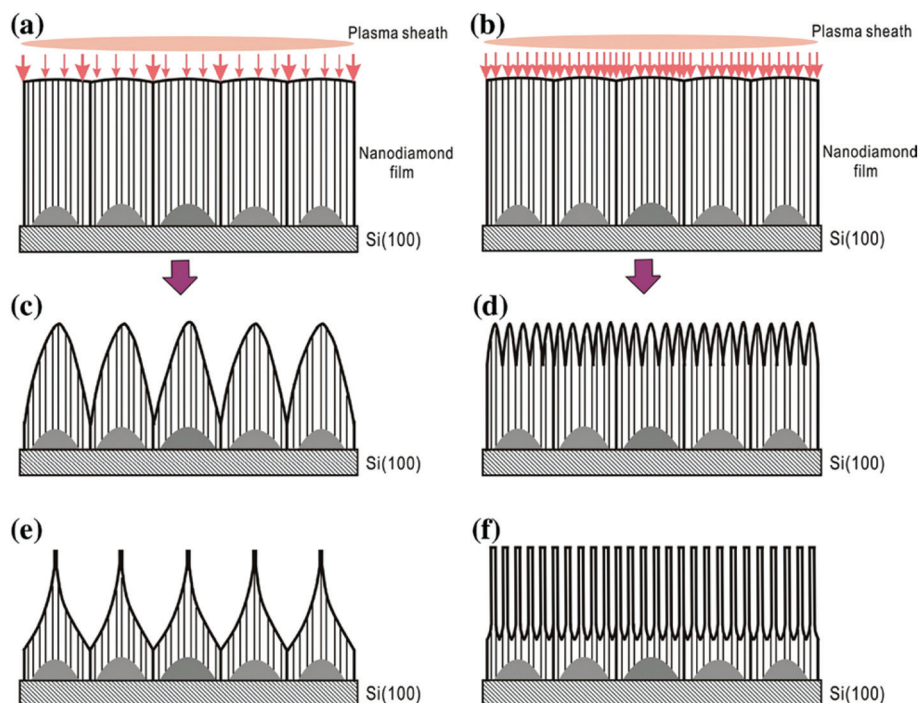 (a)
Plasma sheath
Nanodiamond
film
Si(100)
(b)
Plasma sheath
Nanodiamond
film
Si(100)
(c)
Si(100)
(d)
Si(100)
(e)
Si(100)
(f)
Si(100)